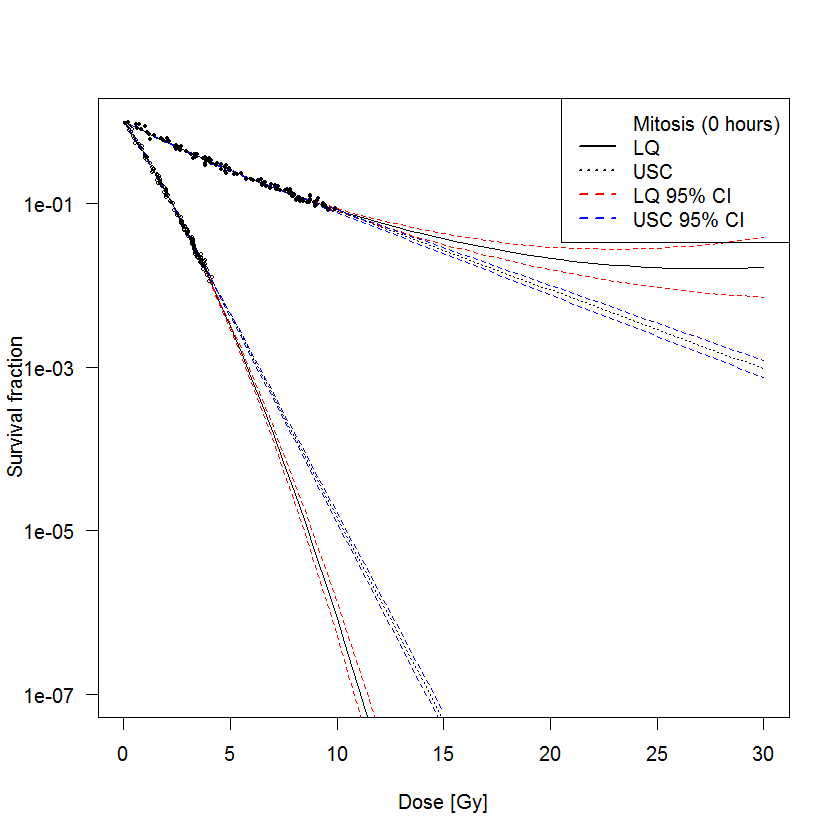 Mitosis (0 hours)
LQ
USC
LQ 95% CI
USC 95% CI
1e-01
1e-03
1e-05
1e-07
Survival fraction
0 5 10 15 20 25 30
Dose [Gy]